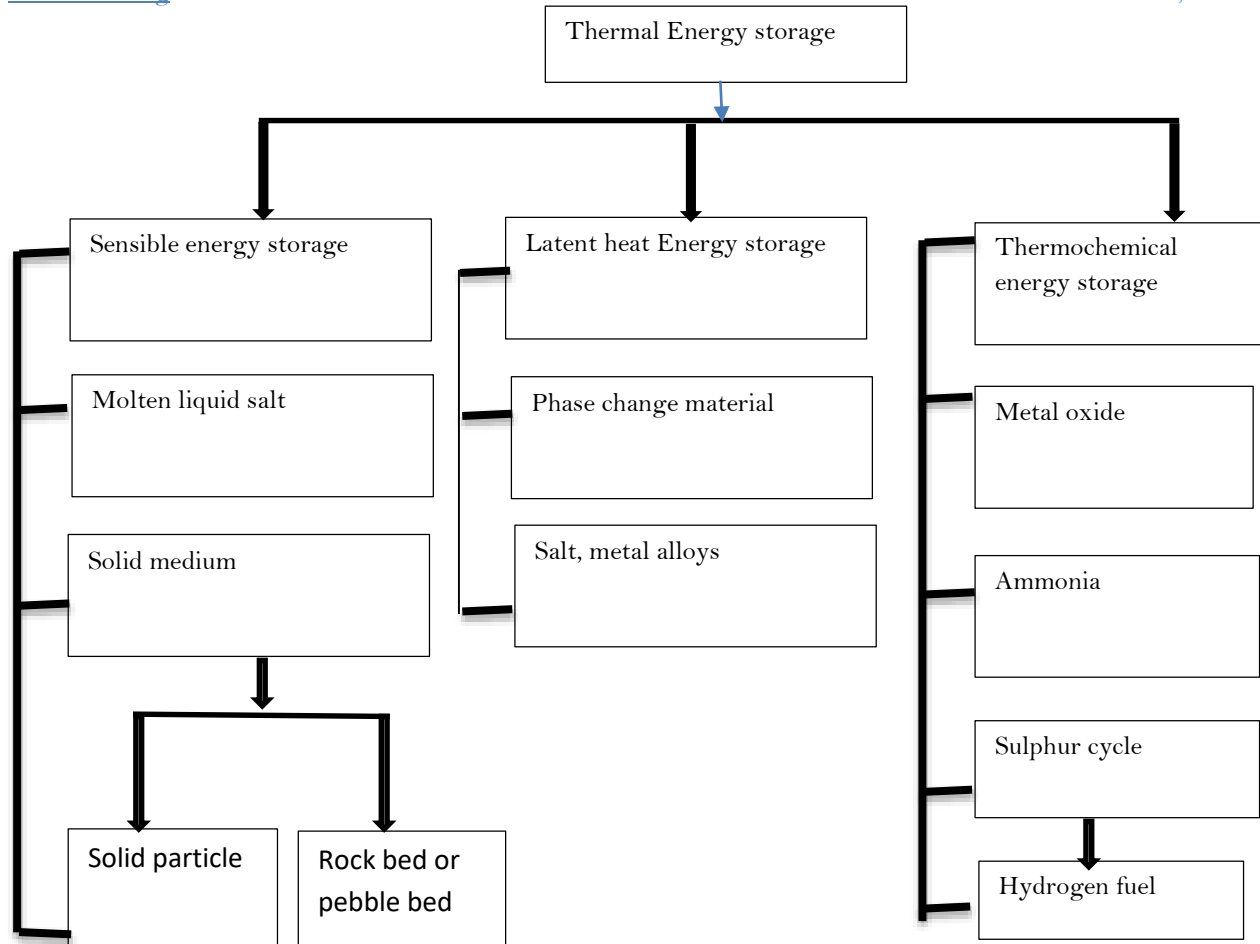 Thermal Energy storage
Sensible energy storage
Latent heat Energy storage
Thermochemical
energy storage
Molten liquid salt
Phase change material
Metal oxide
Solid medium
Salt, metal alloys
Ammonia
Sulphur cycle
Solid particle
Rock bed or
pebble bed
Hydrogen fuel